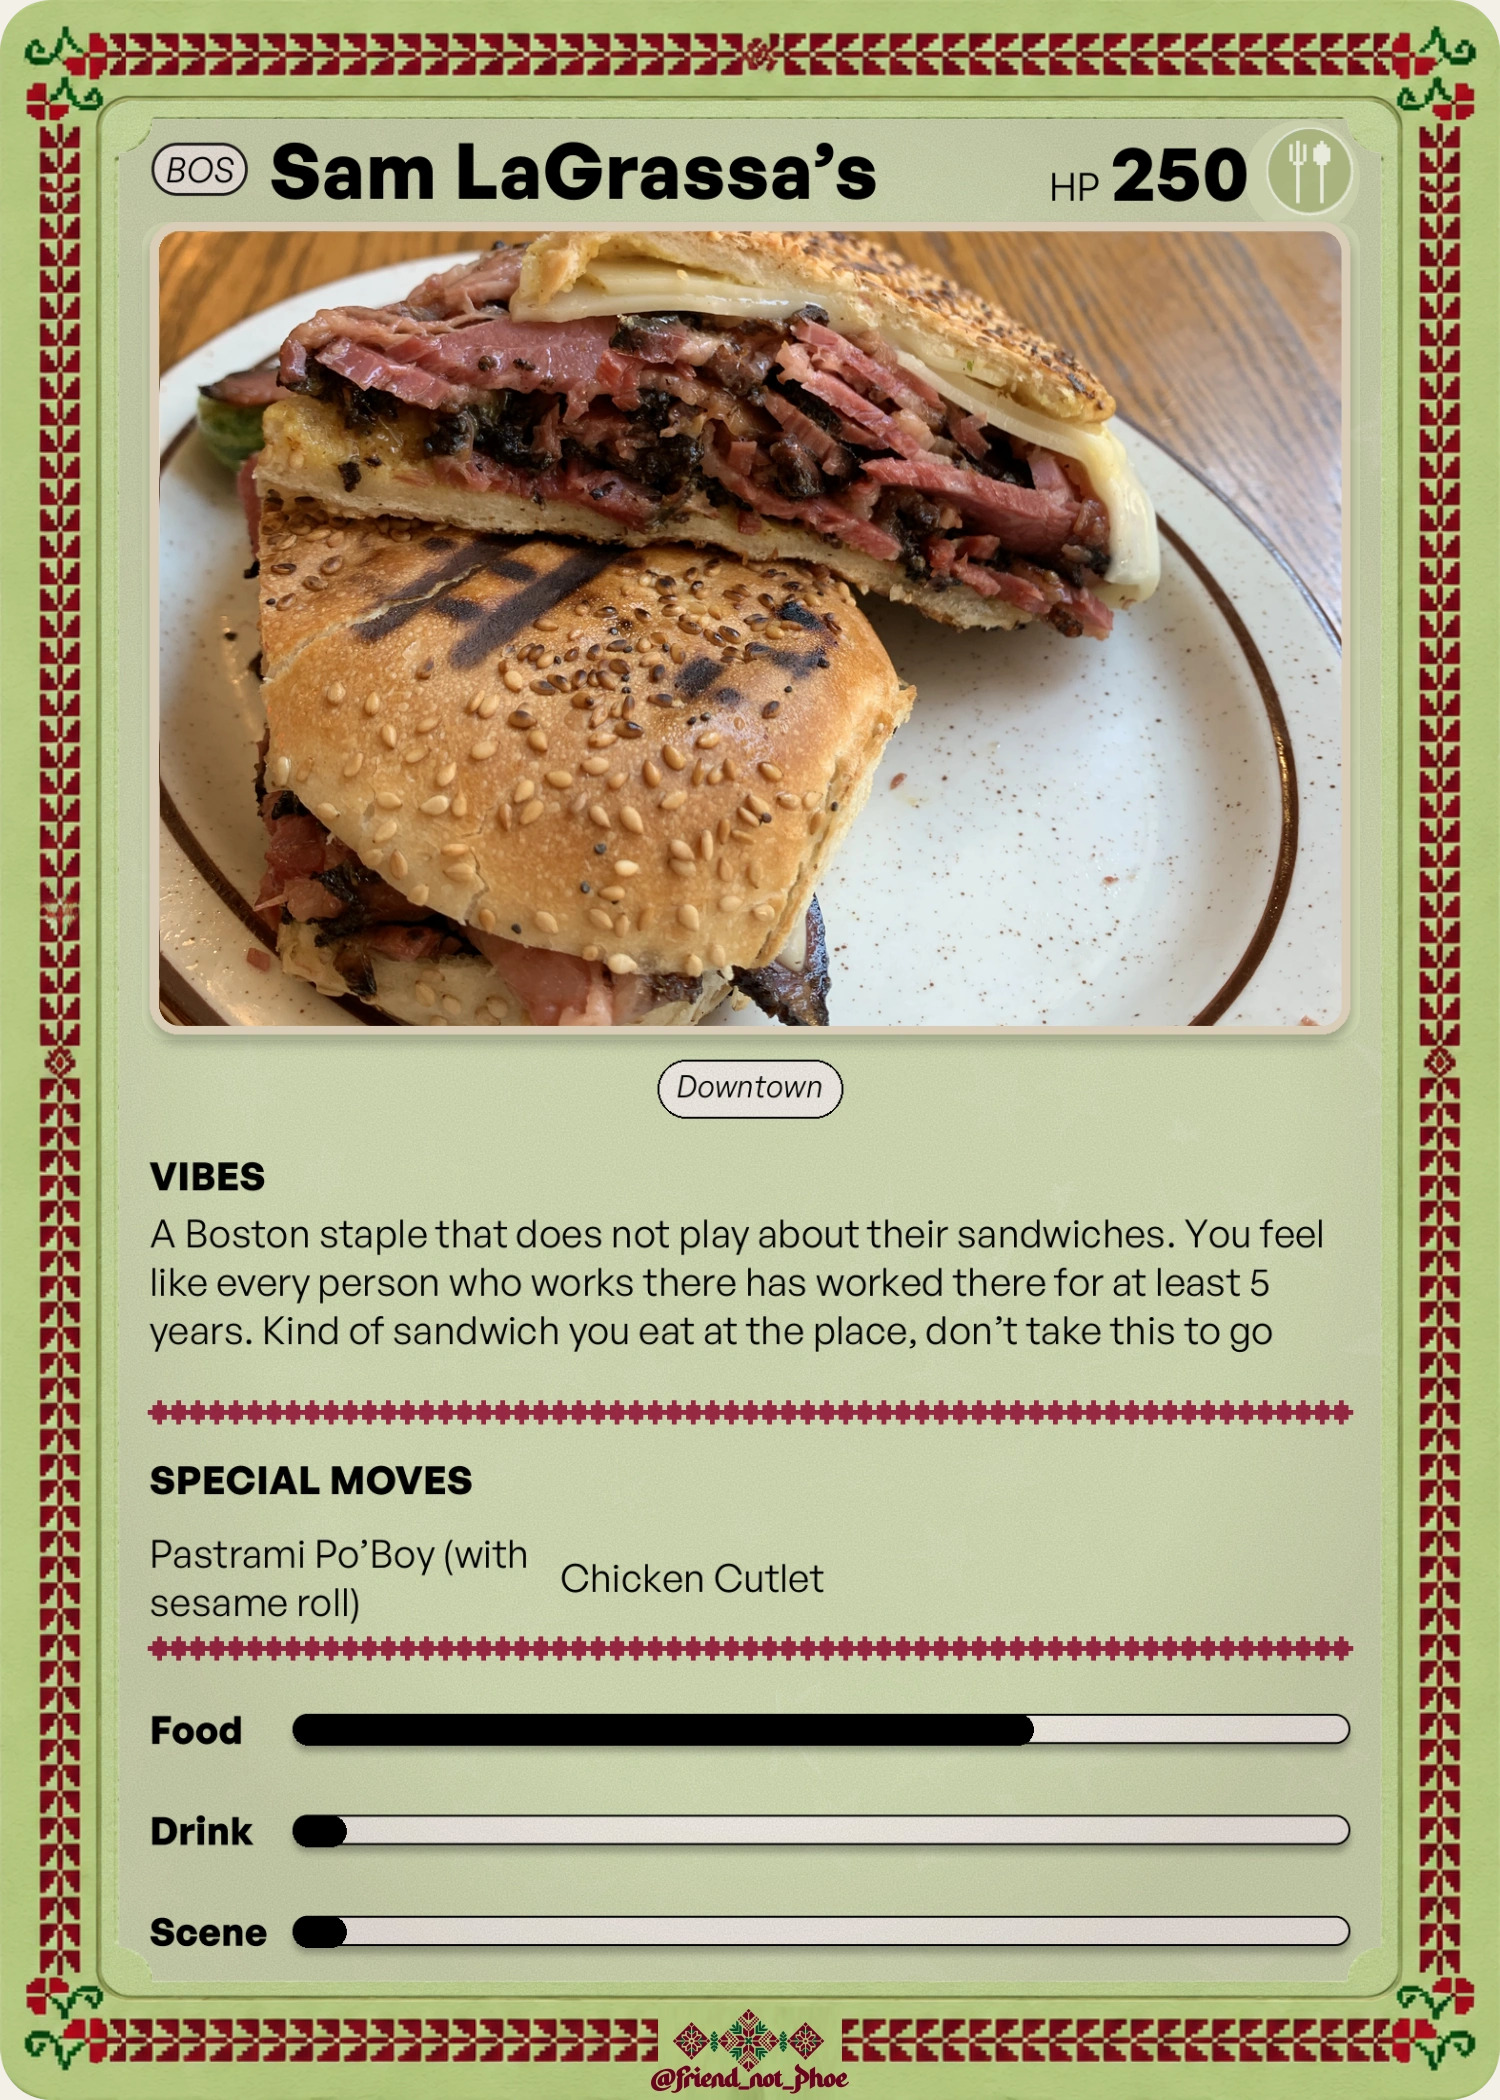 BOS Sam LaGrassa’s HP 250
Downtown
VIBES
A Boston staple that does not play about their sandwiches. You feel
like every person who works there has worked there for at least 5
years. Kind of sandwich you eat at the place, don’t take this to go
SPECIAL MOVES
Pastrami Po’Boy (with
sesame roll)
Chicken Cutlet
Food
Drink
Scene
@friend_not_phoe